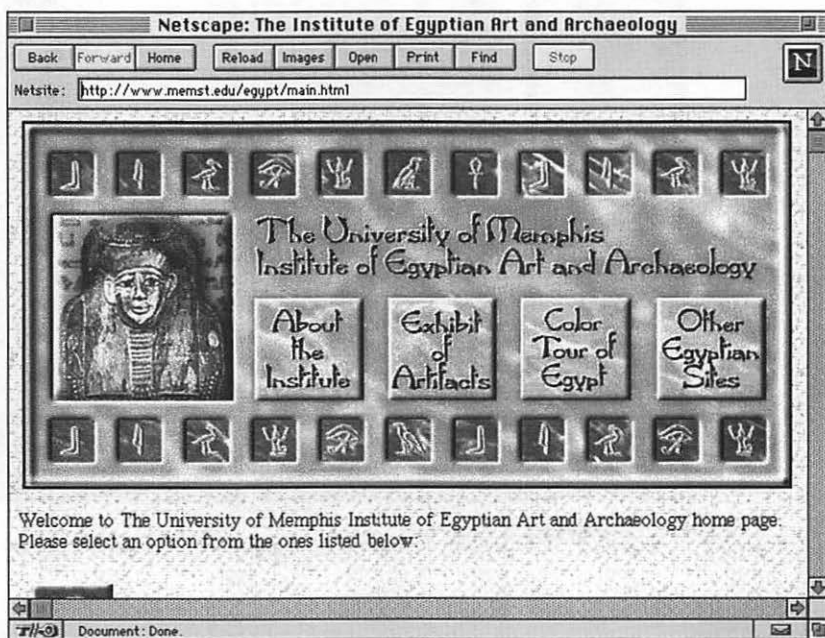 Netscape: The Institute of Egyptian Art and Archaeology
Back Forward Home Reload Images Open Print Find Stop
N
Netsite: http://www.memst.edu/egypt/main.html
The University of Memphis
Institute of Egyptian Art and Archaeology
About
the
Institute
Exhibit
of
Artifacts
Color
Tour of
Egypt
Other
Egyptian
Sites
Welcome to The University of Memphis Institute of Egyptian Art and Archaeology home page.
Please select an option from the ones listed below:
Document: Done.